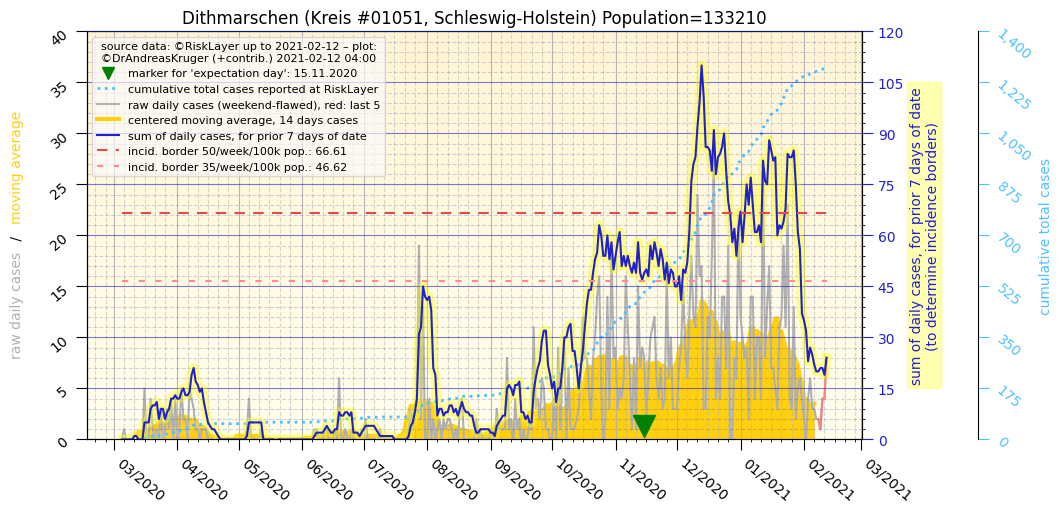 Dithmarschen (Kreis #01051, Schleswig-Holstein) Population=133210
source data: ©RiskLayer up to 2021-02-12 – plot:
©DrAndreasKruger (+contrib.) 2021-02-12 04:00
marker for 'expectation day': 15.11.2020
cumulative total cases reported at RiskLayer
raw daily cases (weekend-flawed), red: last 5
centered moving average, 14 days cases
sum of daily cases, for prior 7 days of date
incid. border 50/week/100k pop.: 66.61
incid. border 35/week/100k pop.: 46.62
raw daily cases / moving average
40
35
30
25
20
15
10
5
0
120
105
90
75
60
45
30
15
0
sum of daily cases, for prior 7 days of date
(to determine incidence borders)
1,400
1,225
1,050
875
700
525
350
175
0
cumulative total cases
03/2020
04/2020
05/2020
06/2020
07/2020
08/2020
09/2020
10/2020
11/2020
12/2020
01/2021
02/2021
03/2021